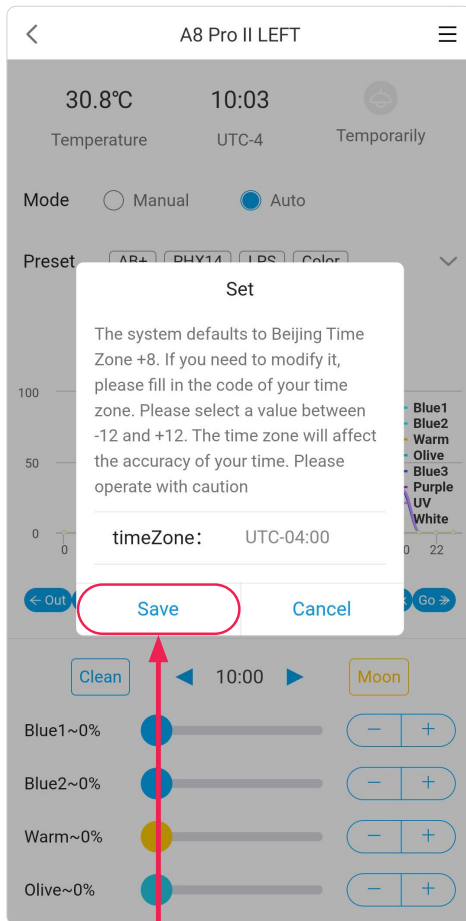 A8 Pro II LEFT
30.8℃ 10:03
Temperature UTC-4 Temporarily
Mode Manual Auto
Preset AB+ PHX14 LPS Color
Set
The system defaults to Beijing Time
Zone +8. If you need to modify it,
please fill in the code of your time
zone. Please select a value between
-12 and +12. The time zone will affect
the accuracy of your time. Please
operate with caution
timeZone: UTC-04:00
Save Cancel
100
50
0
0 22
Blue1
Blue2
Warm
Olive
Blue3
Purple
UV
White
Out Go
Clean 10:00 Moon
Blue1~0% − +
Blue2~0% − +
Warm~0% − +
Olive~0% − +